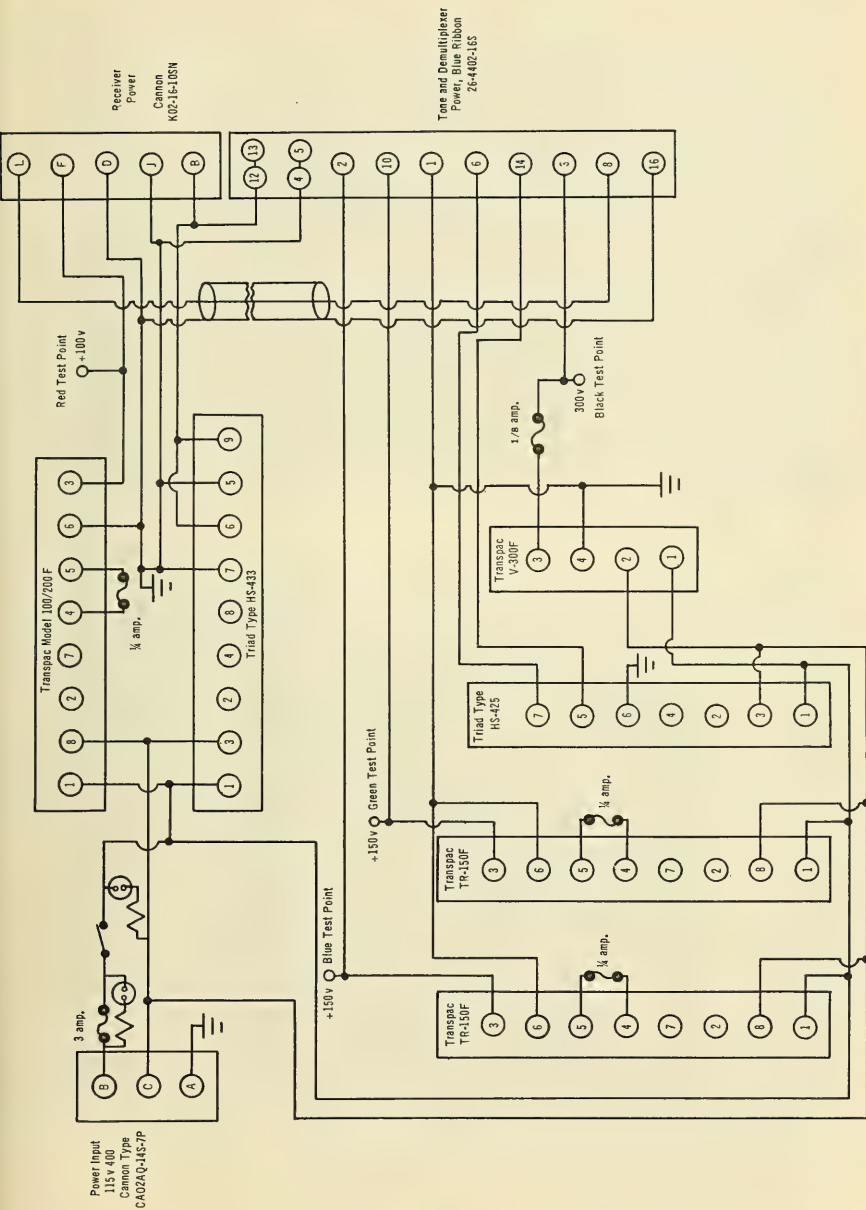 Power Input
115 v 400
Cannon Type
CA02AQ-14S-7P
B
C
A
3 amp.
Transpac Model 100/200 F
1
8
2
7
4
5
6
3
¼ amp.
Triad Type HS-433
1
3
2
4
8
7
6
5
9
Red Test Point
+100 v
Receiver
Power
Cannon
K02-16-10SN
L
F
D
J
B
Tone and Demultiplexer
Power, Blue Ribbon
26-4402-16S
12
13
4
5
2
10
1
6
14
3
8
16
+150 v
Blue Test Point
+150 v
Green Test Point
Transpac
TR-150F
3
6
5
4
7
2
8
1
¼ amp.
Transpac
TR-150F
3
6
5
4
7
2
8
1
¼ amp.
Triad Type
HS-425
7
5
6
4
2
3
1
Transpac
V-300F
3
4
2
1
1/8 amp.
300 v
Black Test Point